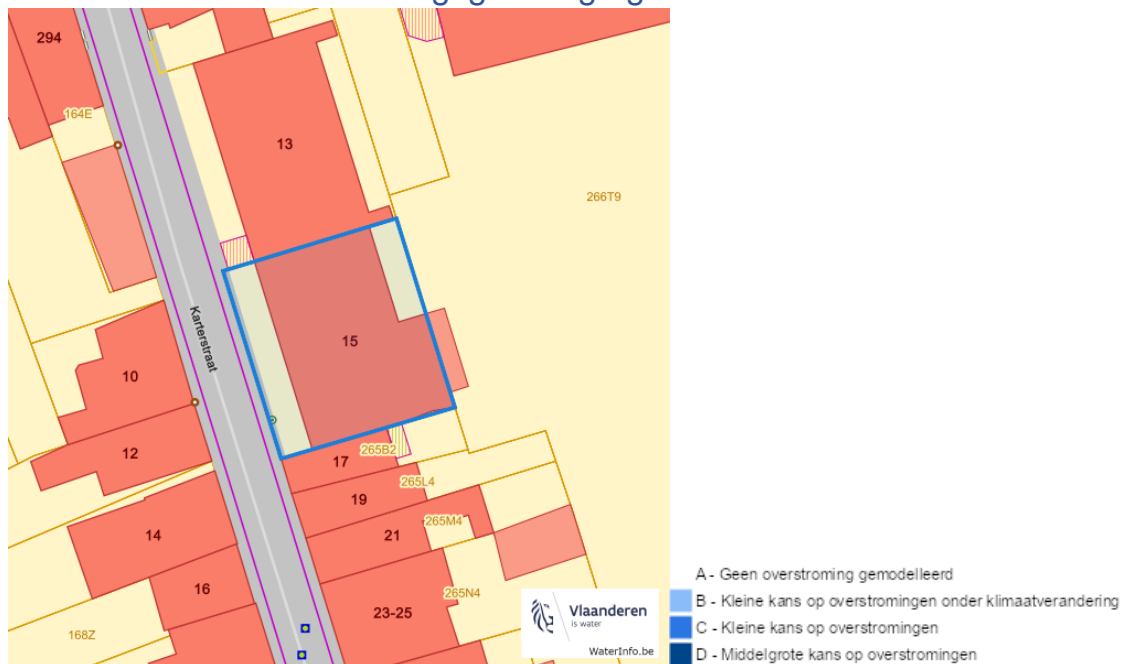 294
164E
13
266T9
Karterstraat
15
10
12
17
265B2
265L4
19
265M4
21
14
16
265N4
23-25
168Z
Vlaanderen
is water
WaterInfo.be
A - Geen overstroming gemodelleerd
B - Kleine kans op overstromingen onder klimaatverandering
C - Kleine kans op overstromingen
D - Middelgrote kans op overstromingen